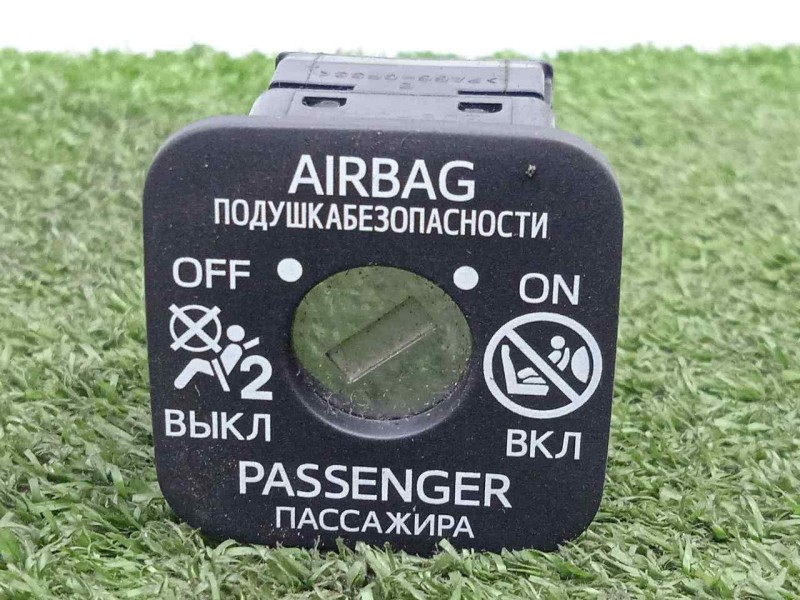 AIRBAG
ПОДУШКАБЕЗОПАСНОСТИ
OFF
ON
2
ВЫКЛ
ВКЛ
PASSENGER
ПАССАЖИРА